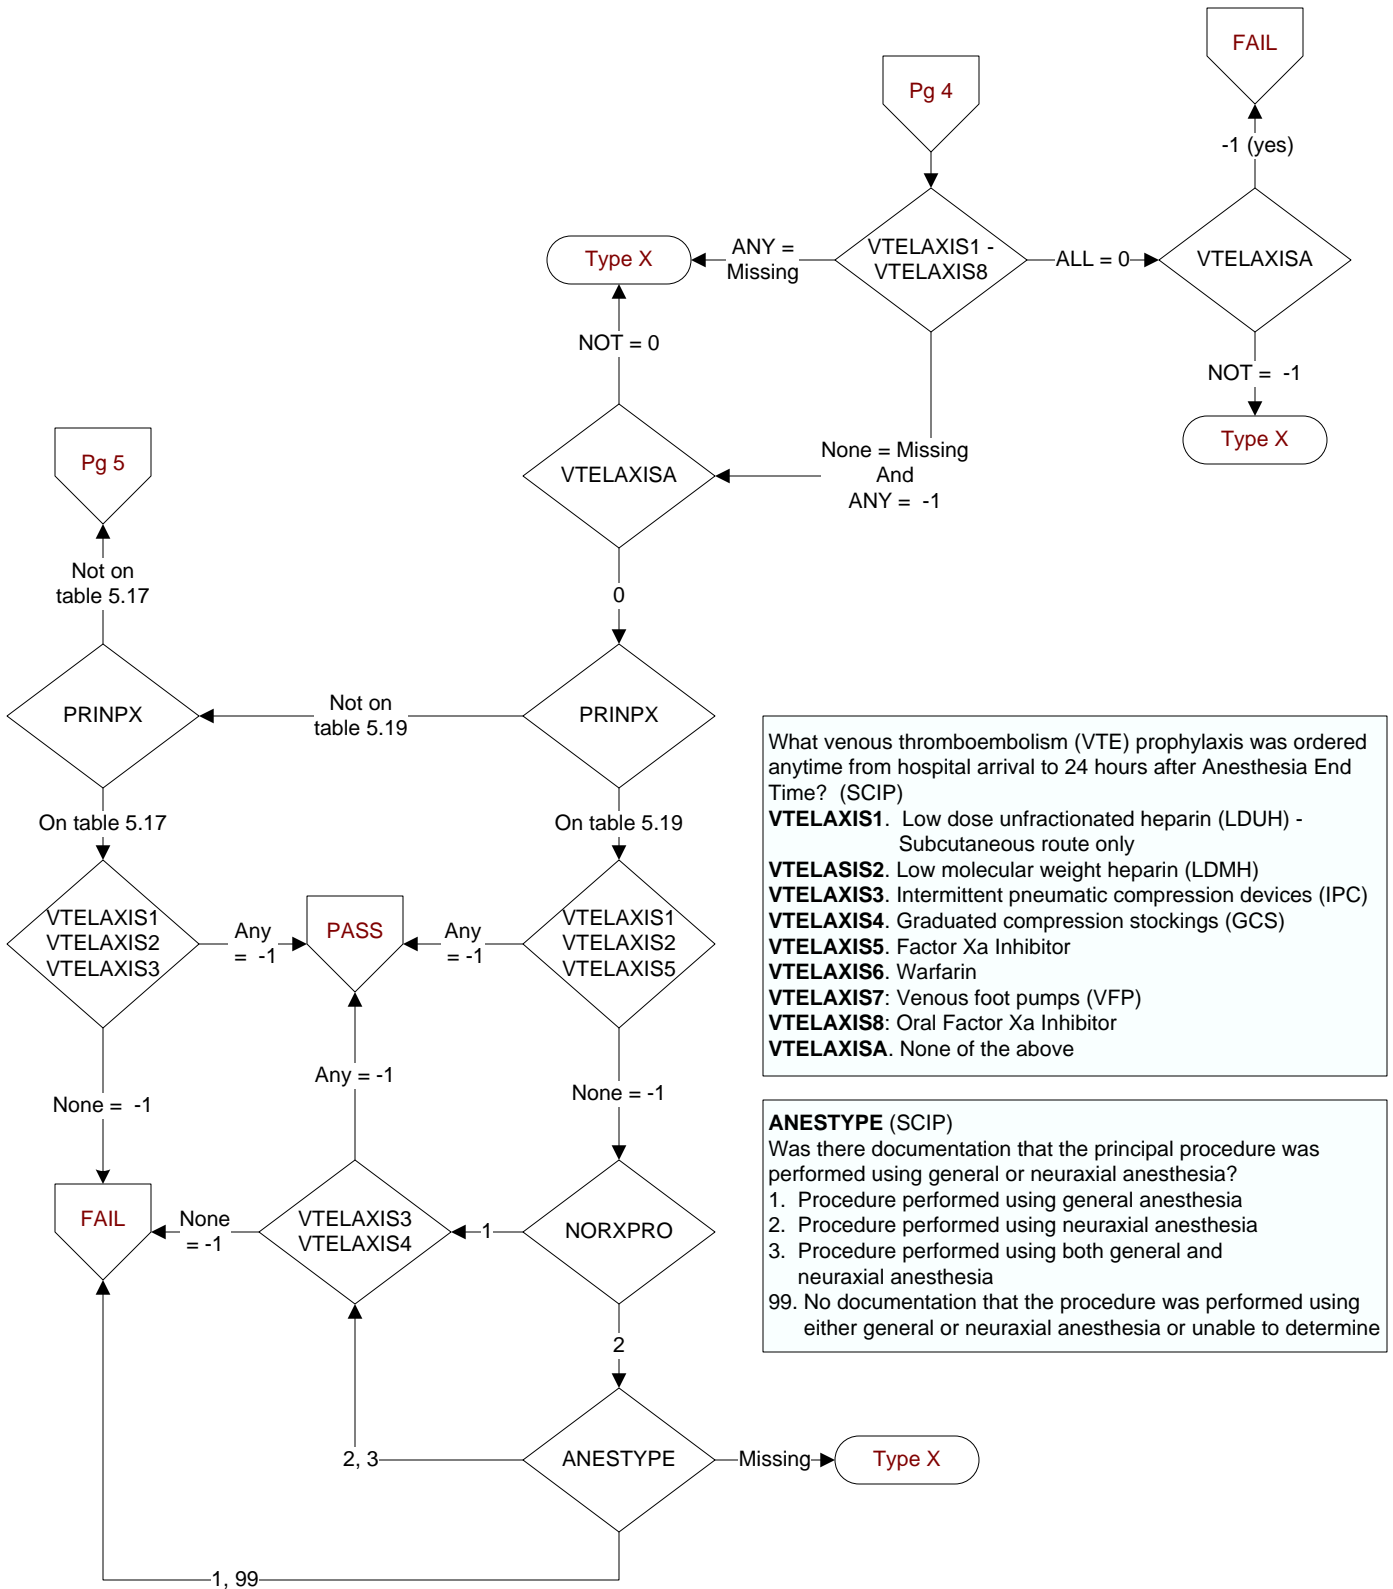 FAIL
Pg 4
-1 (yes)
VTELAXIS1 -
VTELAXIS8
ANY =
Missing
Type X
ALL = 0
VTELAXISA
NOT = 0
NOT =  -1
Type X
None = Missing
And
ANY =  -1
VTELAXISA
Pg 5
Not on
table 5.17
0
PRINPX
Not on
table 5.19
PRINPX
On table 5.17
On table 5.19
VTELAXIS1
VTELAXIS2
VTELAXIS3
Any
=  -1
PASS
Any
= -1
VTELAXIS1
VTELAXIS2
VTELAXIS5
None =  -1
Any = -1
None = -1
FAIL
None
= -1
VTELAXIS3
VTELAXIS4
1
NORXPRO
2
2, 3
ANESTYPE
Missing
Type X
1, 99
What venous thromboembolism (VTE) prophylaxis was ordered
anytime from hospital arrival to 24 hours after Anesthesia End
Time?  (SCIP)
VTELAXIS1.  Low dose unfractionated heparin (LDUH) -
Subcutaneous route only
VTELASIS2. Low molecular weight heparin (LDMH)
VTELAXIS3. Intermittent pneumatic compression devices (IPC)
VTELAXIS4. Graduated compression stockings (GCS)
VTELAXIS5. Factor Xa Inhibitor
VTELAXIS6. Warfarin
VTELAXIS7: Venous foot pumps (VFP)
VTELAXIS8: Oral Factor Xa Inhibitor
VTELAXISA. None of the above
ANESTYPE (SCIP)
Was there documentation that the principal procedure was
performed using general or neuraxial anesthesia?
1.  Procedure performed using general anesthesia
2.  Procedure performed using neuraxial anesthesia
3.  Procedure performed using both general and
neuraxial anesthesia
99. No documentation that the procedure was performed using
either general or neuraxial anesthesia or unable to determine